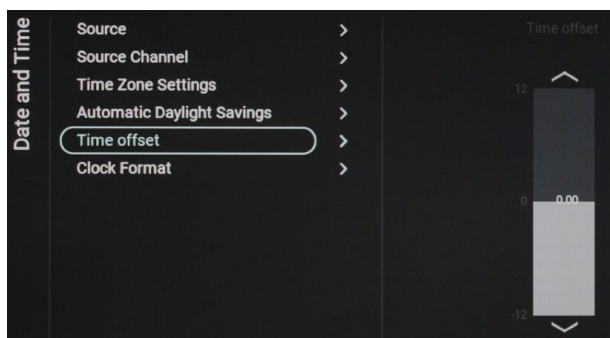 Date and Time
Source
Source Channel
Time Zone Settings
Automatic Daylight Savings
Time offset
Clock Format
Time offset
12
0
0.00
-12